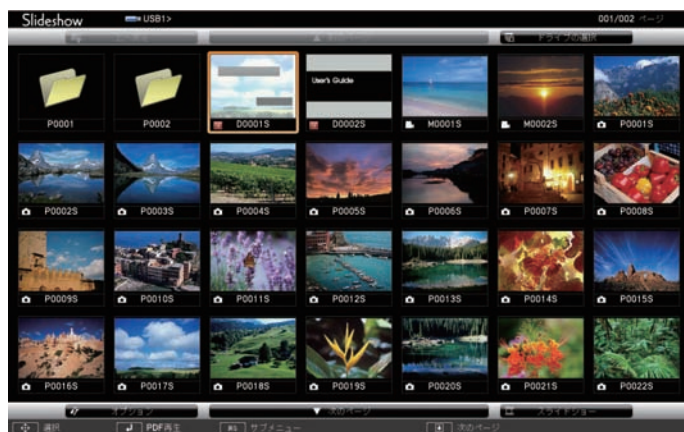 Slideshow USB1> 001/002 ページ
ドライブの選択
User's Guide
P0001 P0002 D0001S D0002S M0001S M0002S P0001S
P0002S P0003S P0004S P0005S P0006S P0007S P0008S
P0009S P0010S P0011S P0012S P0013S P0014S P0015S
P0016S P0017S P0018S P0019S P0020S P0021S P0022S
オプション ▼ 次のページ スライドショー
選択 PDF再生 サブメニュー 次のページ